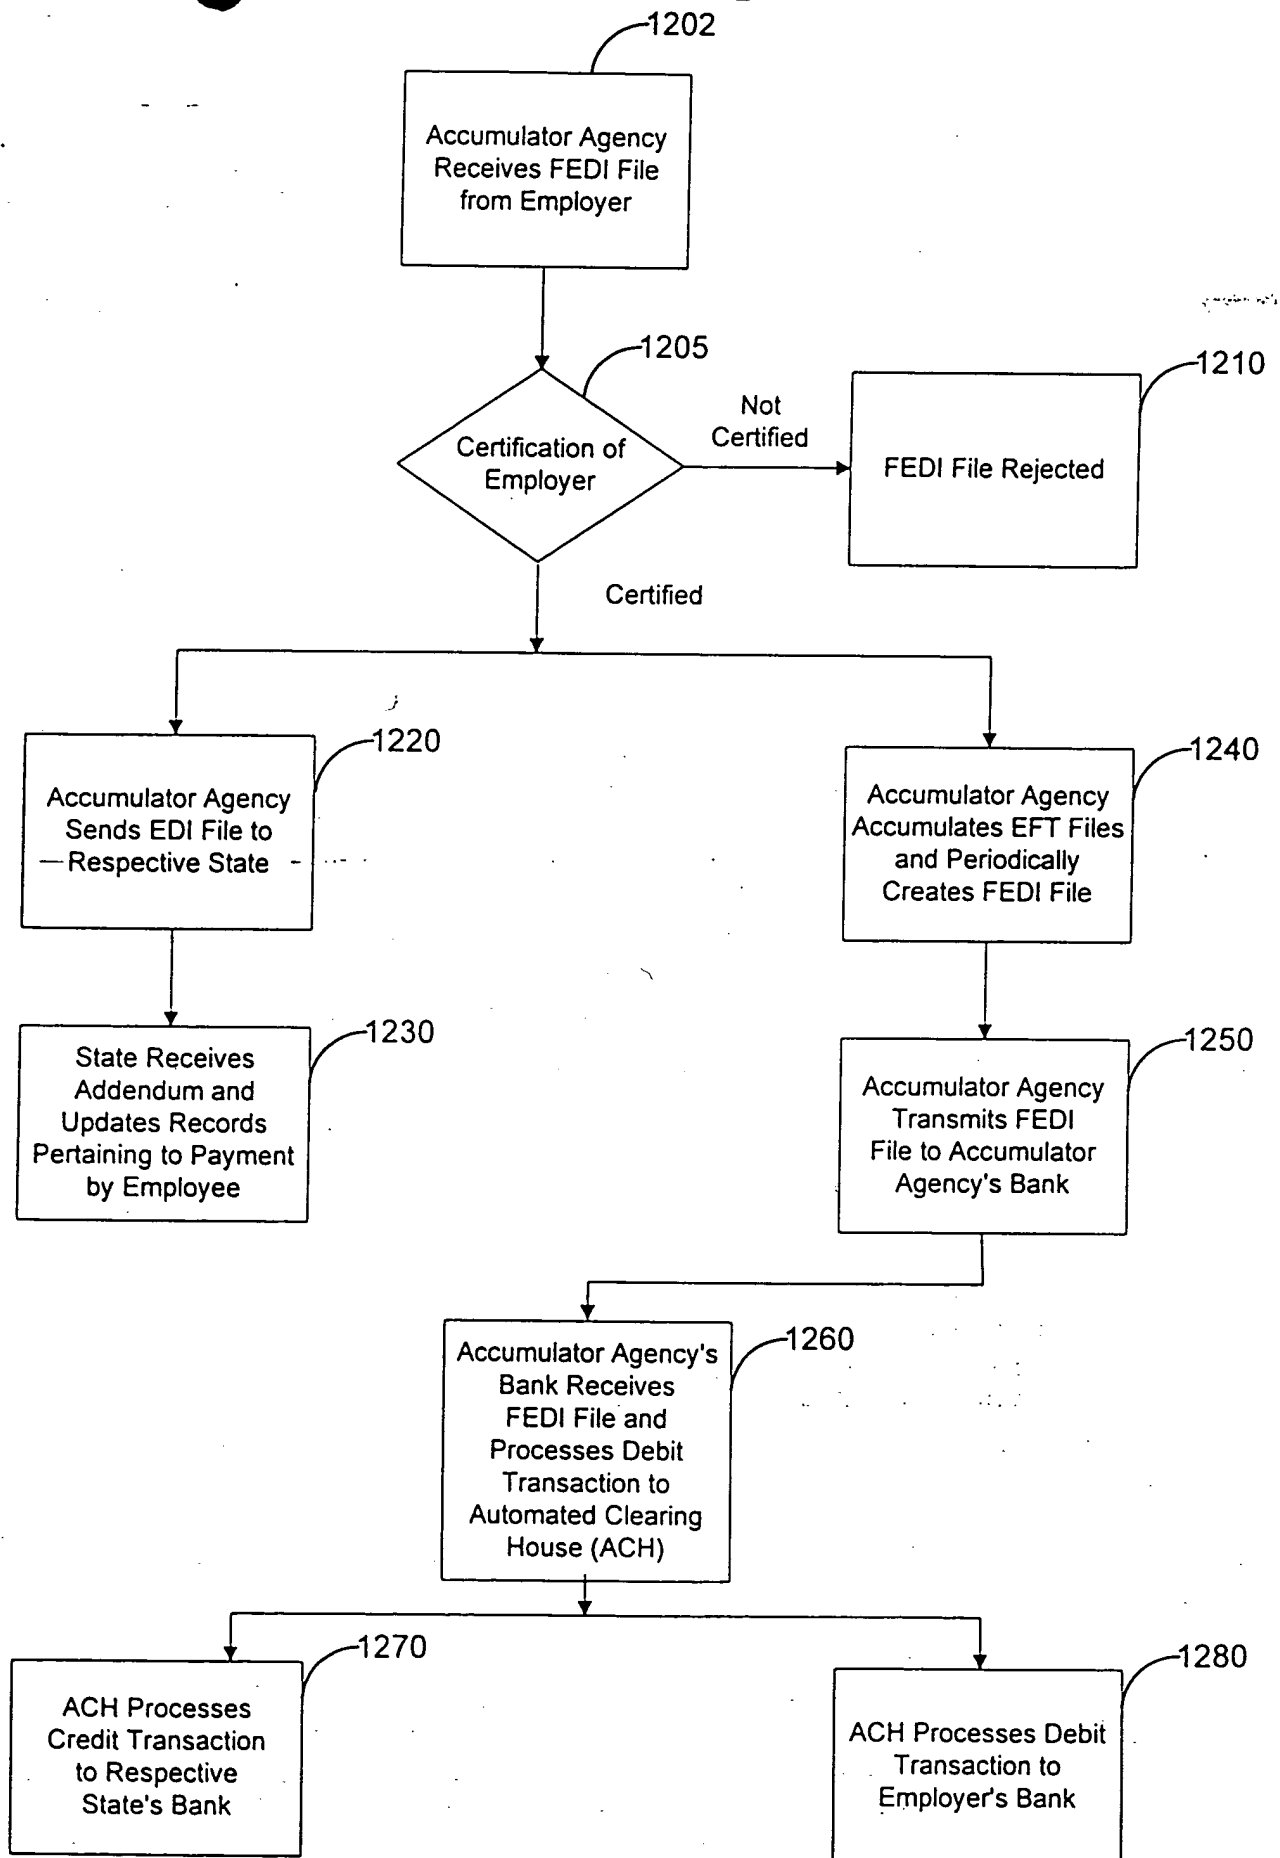 1202
Accumulator Agency
Receives FEDI File
from Employer
1205
Certification of
Employer
Not
Certified
1210
FEDI File Rejected
Certified
1220
Accumulator Agency
Sends EDI File to
Respective State
1240
Accumulator Agency
Accumulates EFT Files
and Periodically
Creates FEDI File
1230
State Receives
Addendum and
Updates Records
Pertaining to Payment
by Employee
1250
Accumulator Agency
Transmits FEDI
File to Accumulator
Agency's Bank
1260
Accumulator Agency's
Bank Receives
FEDI File and
Processes Debit
Transaction to
Automated Clearing
House (ACH)
1270
ACH Processes
Credit Transaction
to Respective
State's Bank
1280
ACH Processes Debit
Transaction to
Employer's Bank